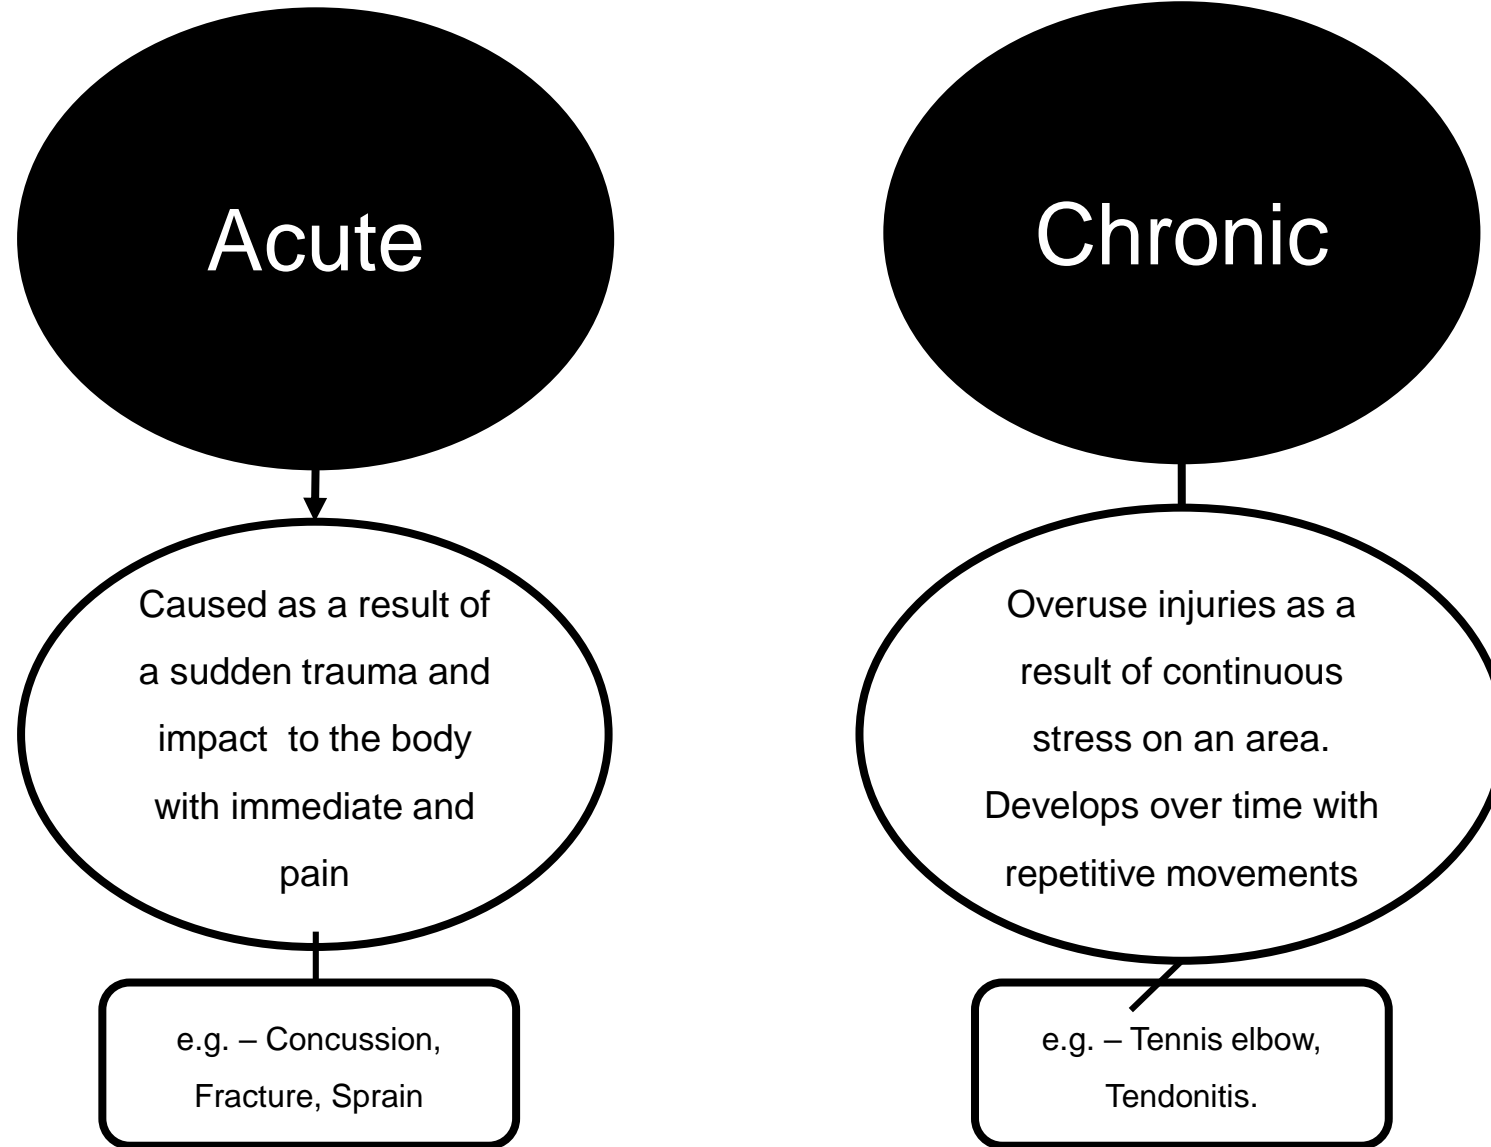 Acute
Caused as a result of
a sudden trauma and
impact  to the body
with immediate and
pain
e.g. – Concussion,
Fracture, Sprain
Chronic
Overuse injuries as a
result of continuous
stress on an area.
Develops over time with
repetitive movements
e.g. – Tennis elbow,
Tendonitis.